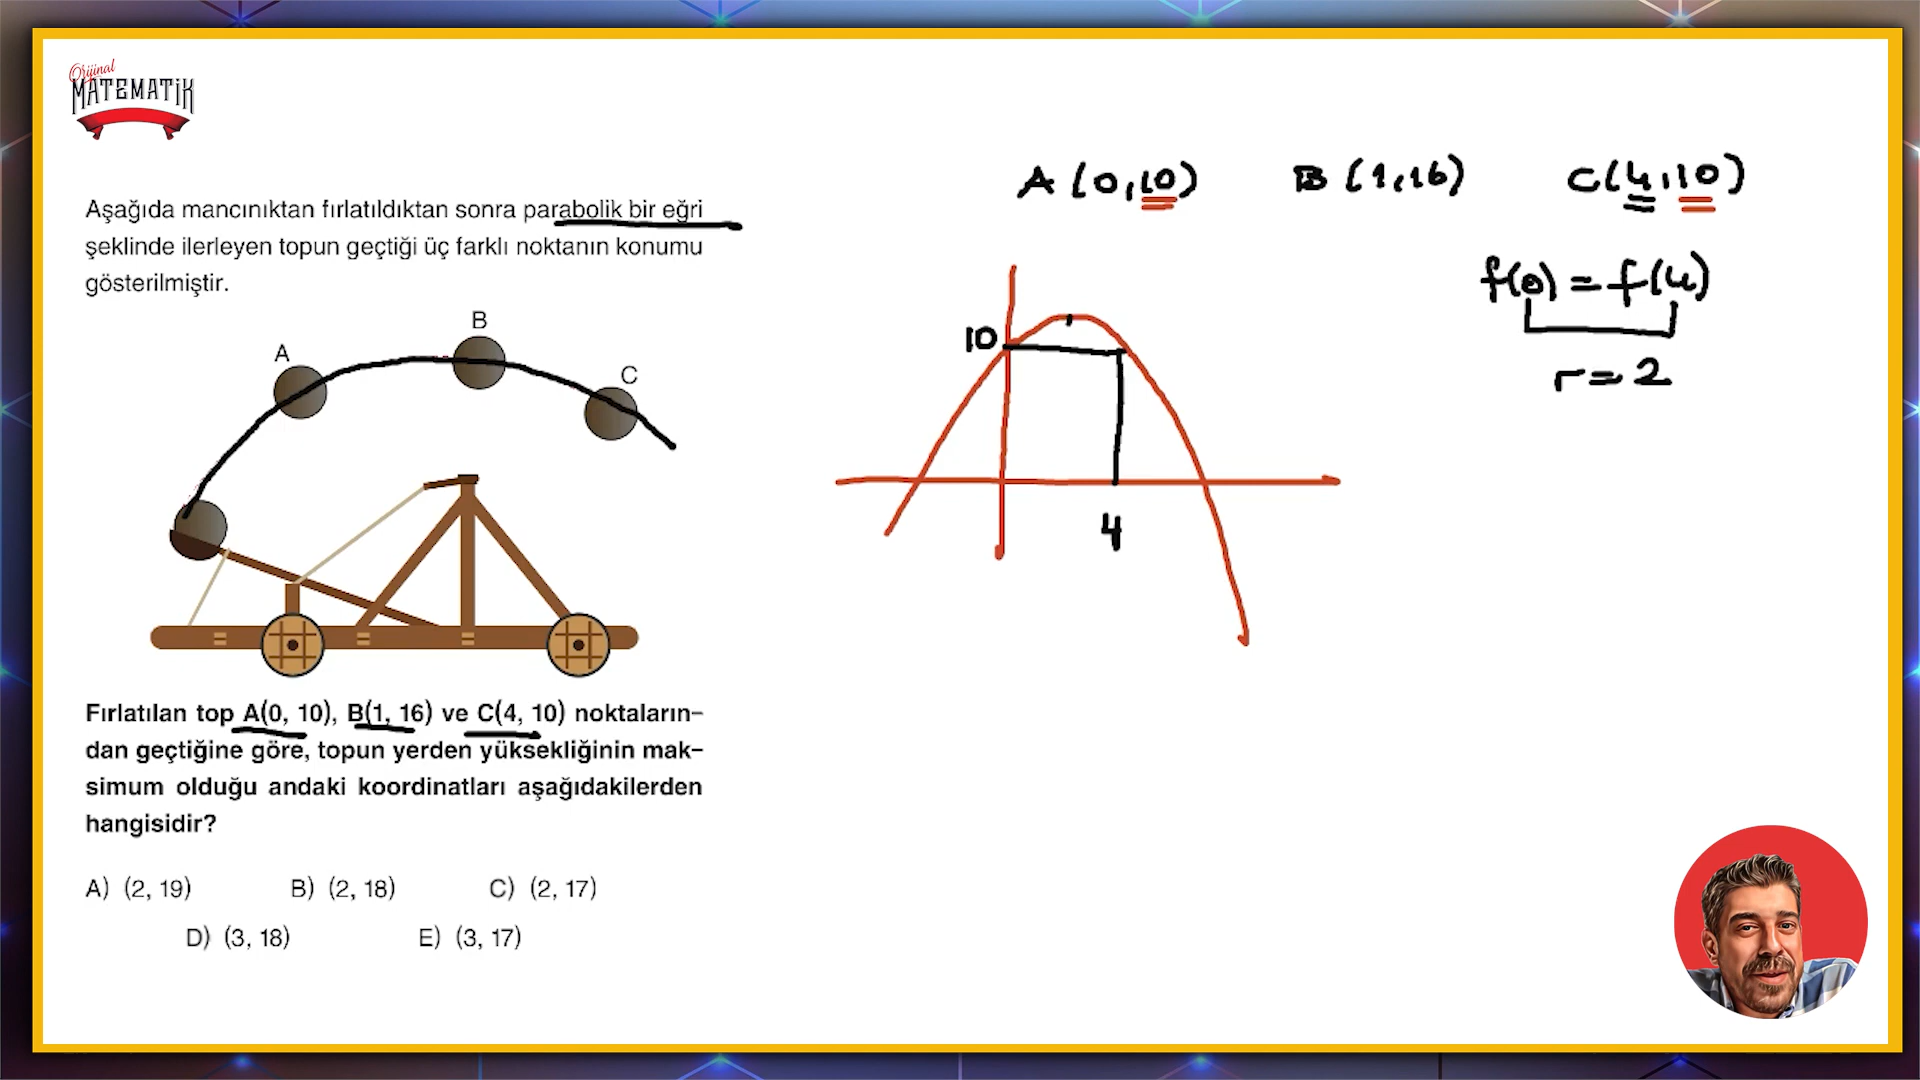 Orijinal
MATEMATİK
Aşağıda mancınıktan fırlatıldıktan sonra parabolik bir eğri
şeklinde ilerleyen topun geçtiği üç farklı noktanın konumu
gösterilmiştir.
A
B
C
Fırlatılan top A(0, 10), B(1, 16) ve C(4, 10) noktaların-
dan geçtiğine göre, topun yerden yüksekliğinin mak-
simum olduğu andaki koordinatları aşağıdakilerden
hangisidir?
A) (2, 19) B) (2, 18) C) (2, 17)
D) (3, 18) E) (3, 17)
A (0,10) B (1,16) C(4,10)
f(0) = f(4)
r=2
10
4